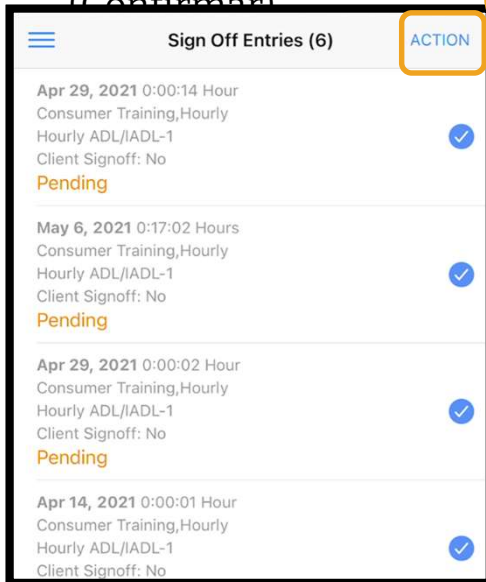 (Confirmar)
Sign Off Entries (6)
ACTION
Apr 29, 2021 0:00:14 Hour
Consumer Training,Hourly
Hourly ADL/IADL-1
Client Signoff: No
Pending
May 6, 2021 0:17:02 Hours
Consumer Training,Hourly
Hourly ADL/IADL-1
Client Signoff: No
Pending
Apr 29, 2021 0:00:02 Hour
Consumer Training,Hourly
Hourly ADL/IADL-1
Client Signoff: No
Pending
Apr 14, 2021 0:00:01 Hour
Consumer Training,Hourly
Hourly ADL/IADL-1
Client Signoff: No